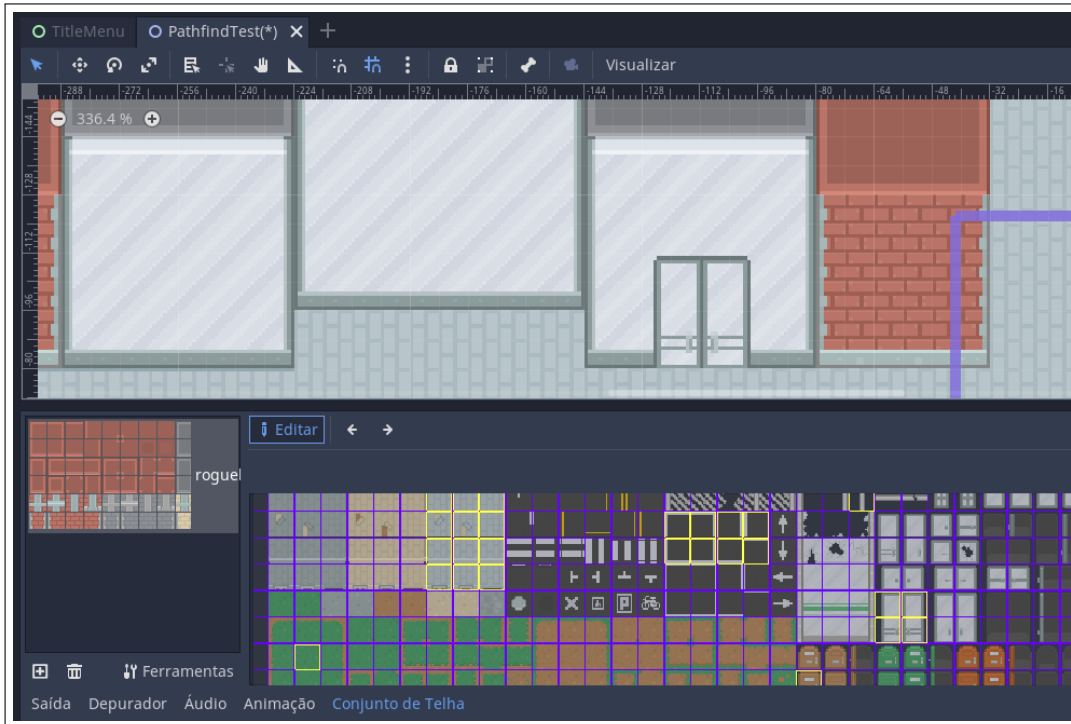 TitleMenu PathfindTest(*)
Visualizar
-288 -272 -256 -240 -224 -208 -192 -176 -160 -144 -128 -112 -96 -80 -64 -48 -32 -16
336.4 %
-144
-128
-112
-96
-80
Editar
roguel
P
Ferramentas
Saída Depurador Áudio Animação Conjunto de Telha